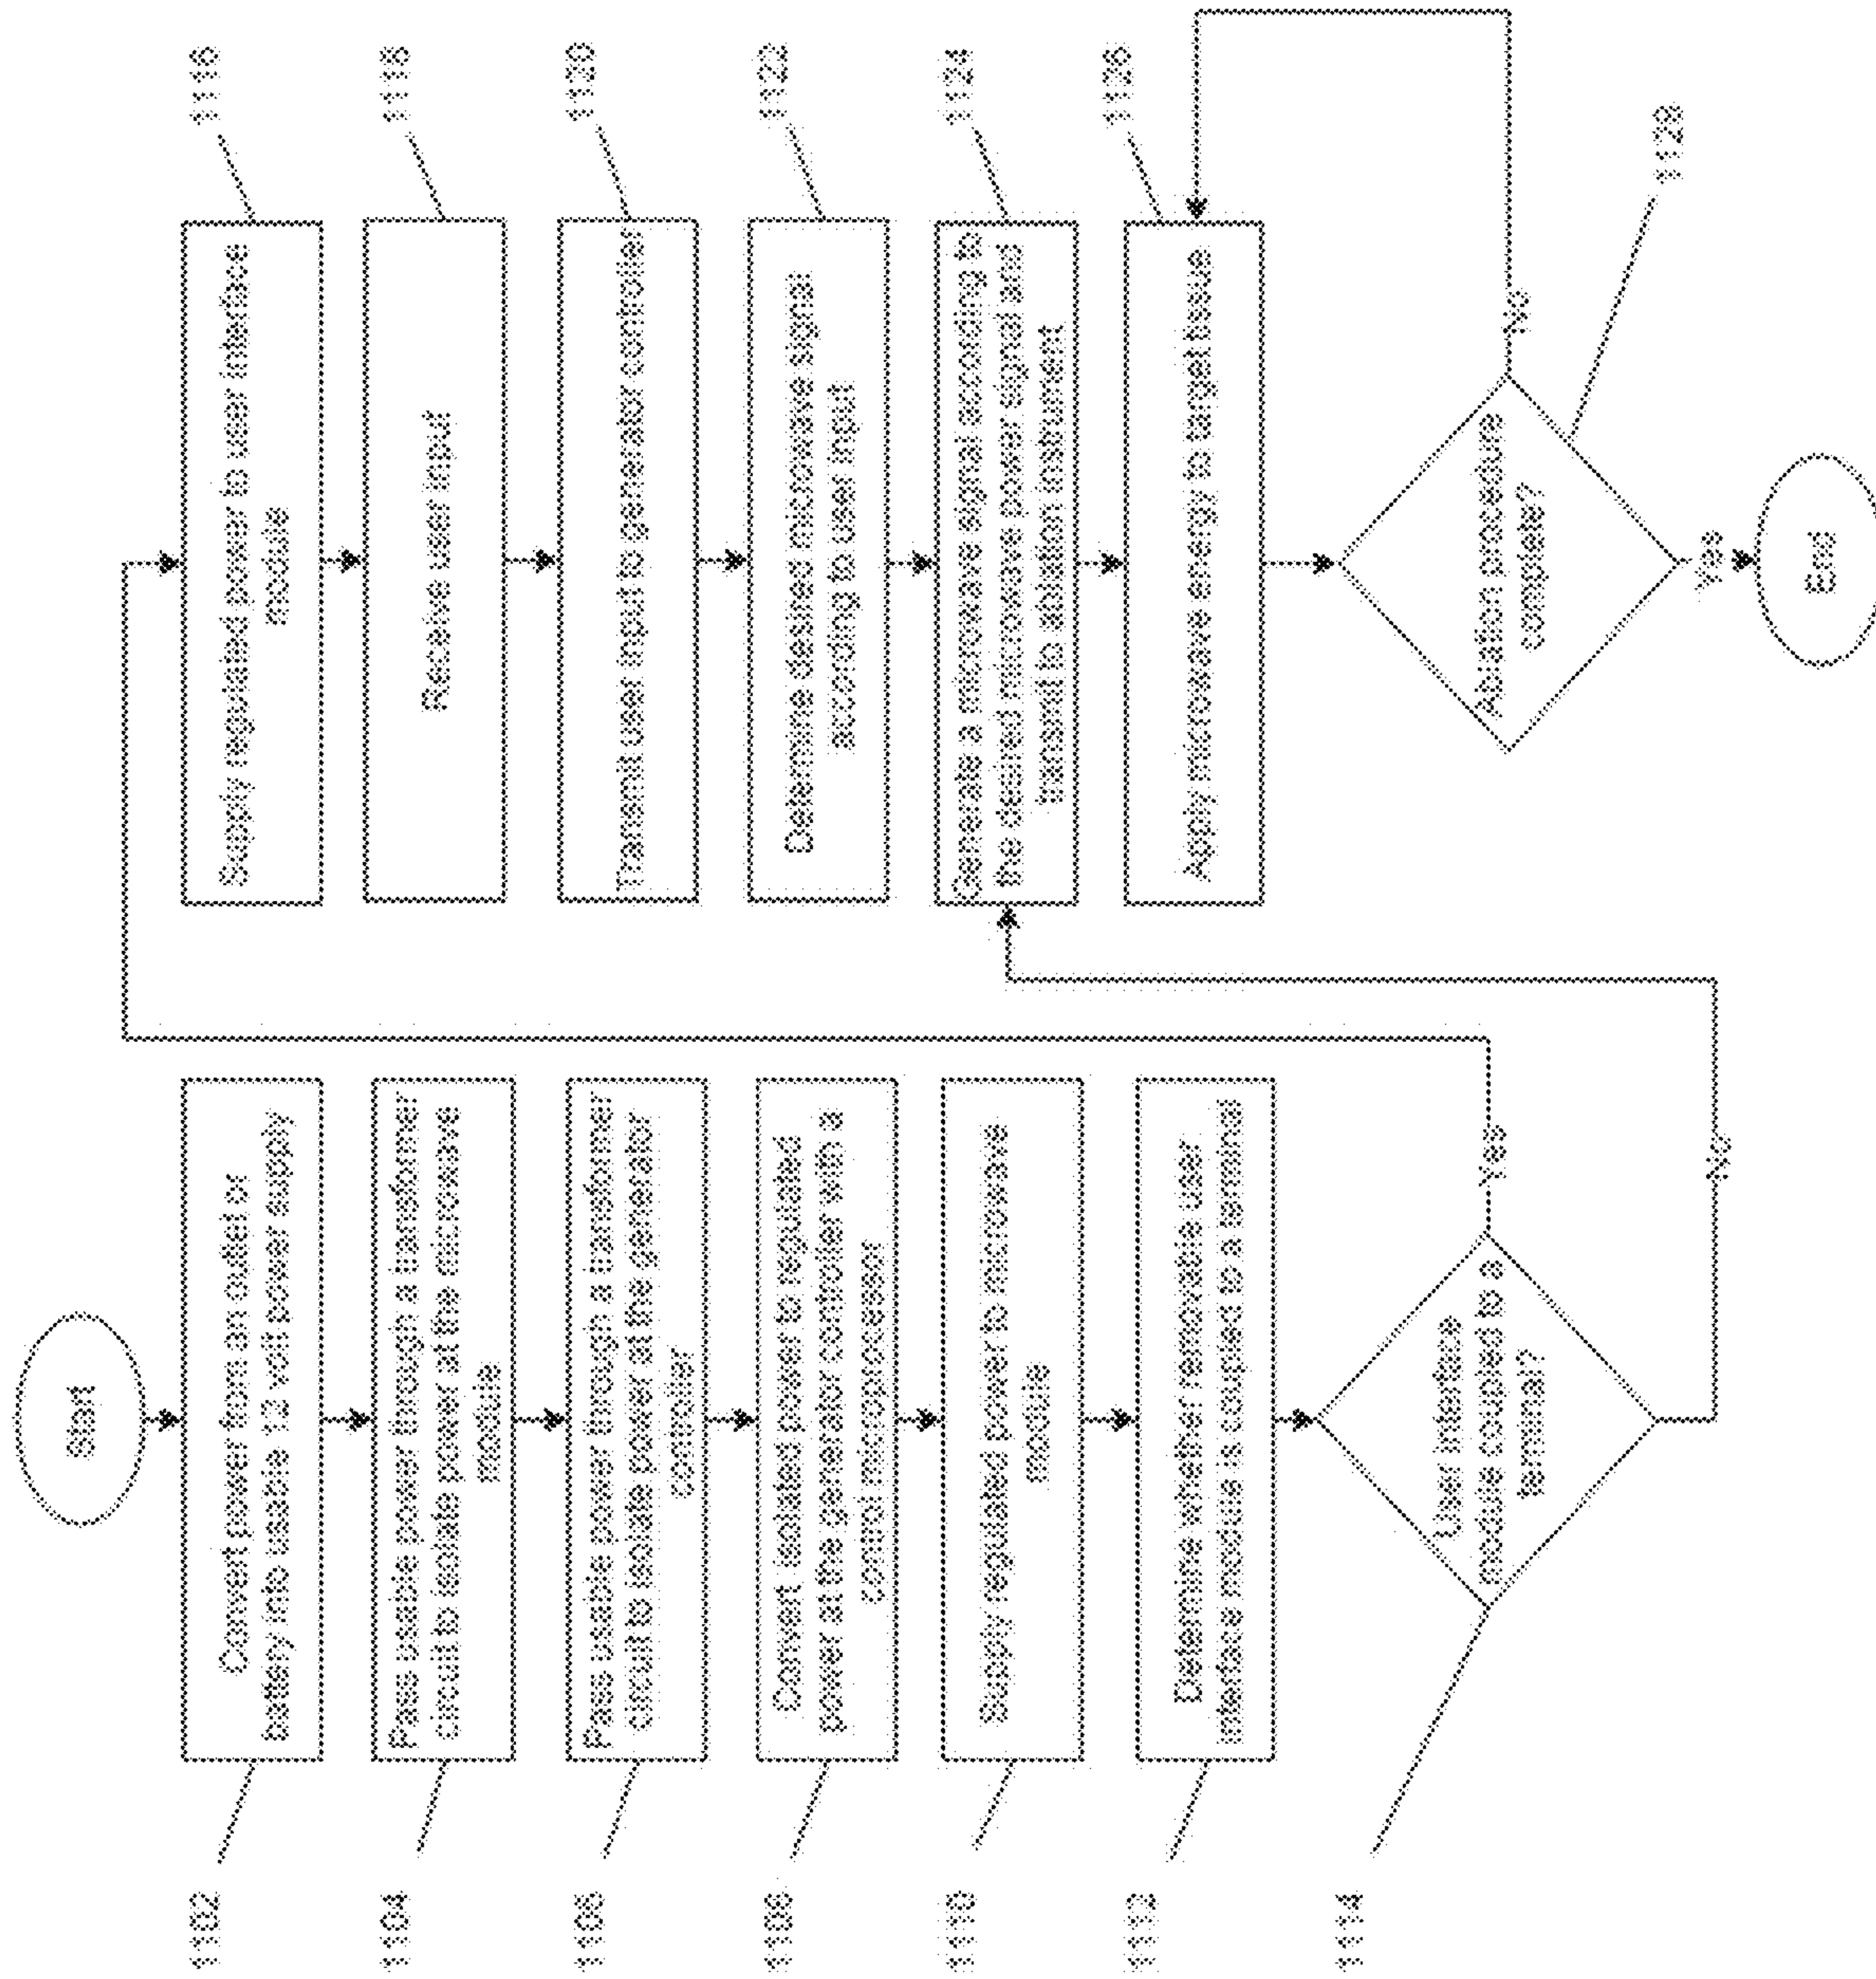 Start
Convert power from an outlet or
battery into usable 12 volt power supply
1102
Pass usable power through a transformer
circuit to isolate power at the microwave
module
1104
Pass usable power through a transformer
circuit to isolate power at the generator
controller
1106
Convert isolated power to regulated
power at the generator controller with a
control microprocessor
1108
Supply regulated power to microwave
module
1110
Determine whether removable user
interface module is coupled to a terminal
1112
User interface
module coupled to a
terminal?
1114
Yes
No
Supply regulated power to user interface
module
1116
Receive user input
1118
Transmit user input to generator controller
1120
Determine desired microwave signal
according to user input
1122
Generate a microwave signal according to
the desired microwave power signal and
transmit to ablation instrument
1124
Apply microwave energy to target tissue
1126
Ablation procedure
complete?
1128
No
Yes
End